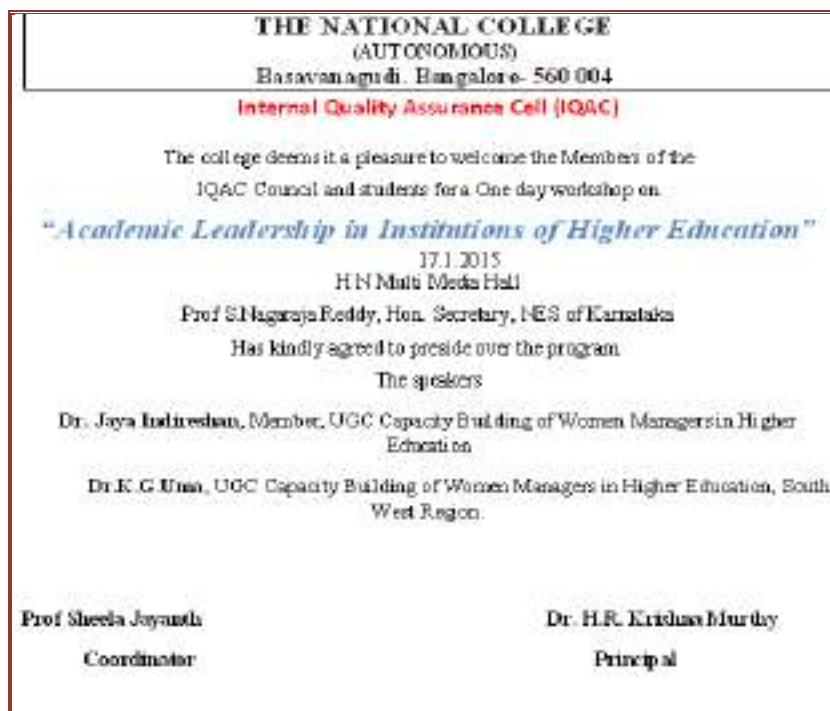 THE NATIONAL COLLEGE
(AUTONOMOUS)
Basavanagudi. Bangalore- 560 004
Internal Quality Assurance Cell (IQAC)
The college deems it a pleasure to welcome the Members of the
IQAC Council and students for a One day workshop on
“Academic Leadership in Institutions of Higher Education”
17.1.2015
H N Multi Media Hall
Prof S.Nagaraja Reddy, Hon. Secretary, NES of Karnataka
Has kindly agreed to preside over the program
The speakers
Dr. Jaya Indireshan, Member, UGC Capacity Building of Women Managers in Higher
Education
Dr.K.G.Uma, UGC Capacity Building of Women Managers in Higher Education, South
West Region.
Prof Sheela Jayanth
Dr. H.R. Krishna Murthy
Coordinator
Principal